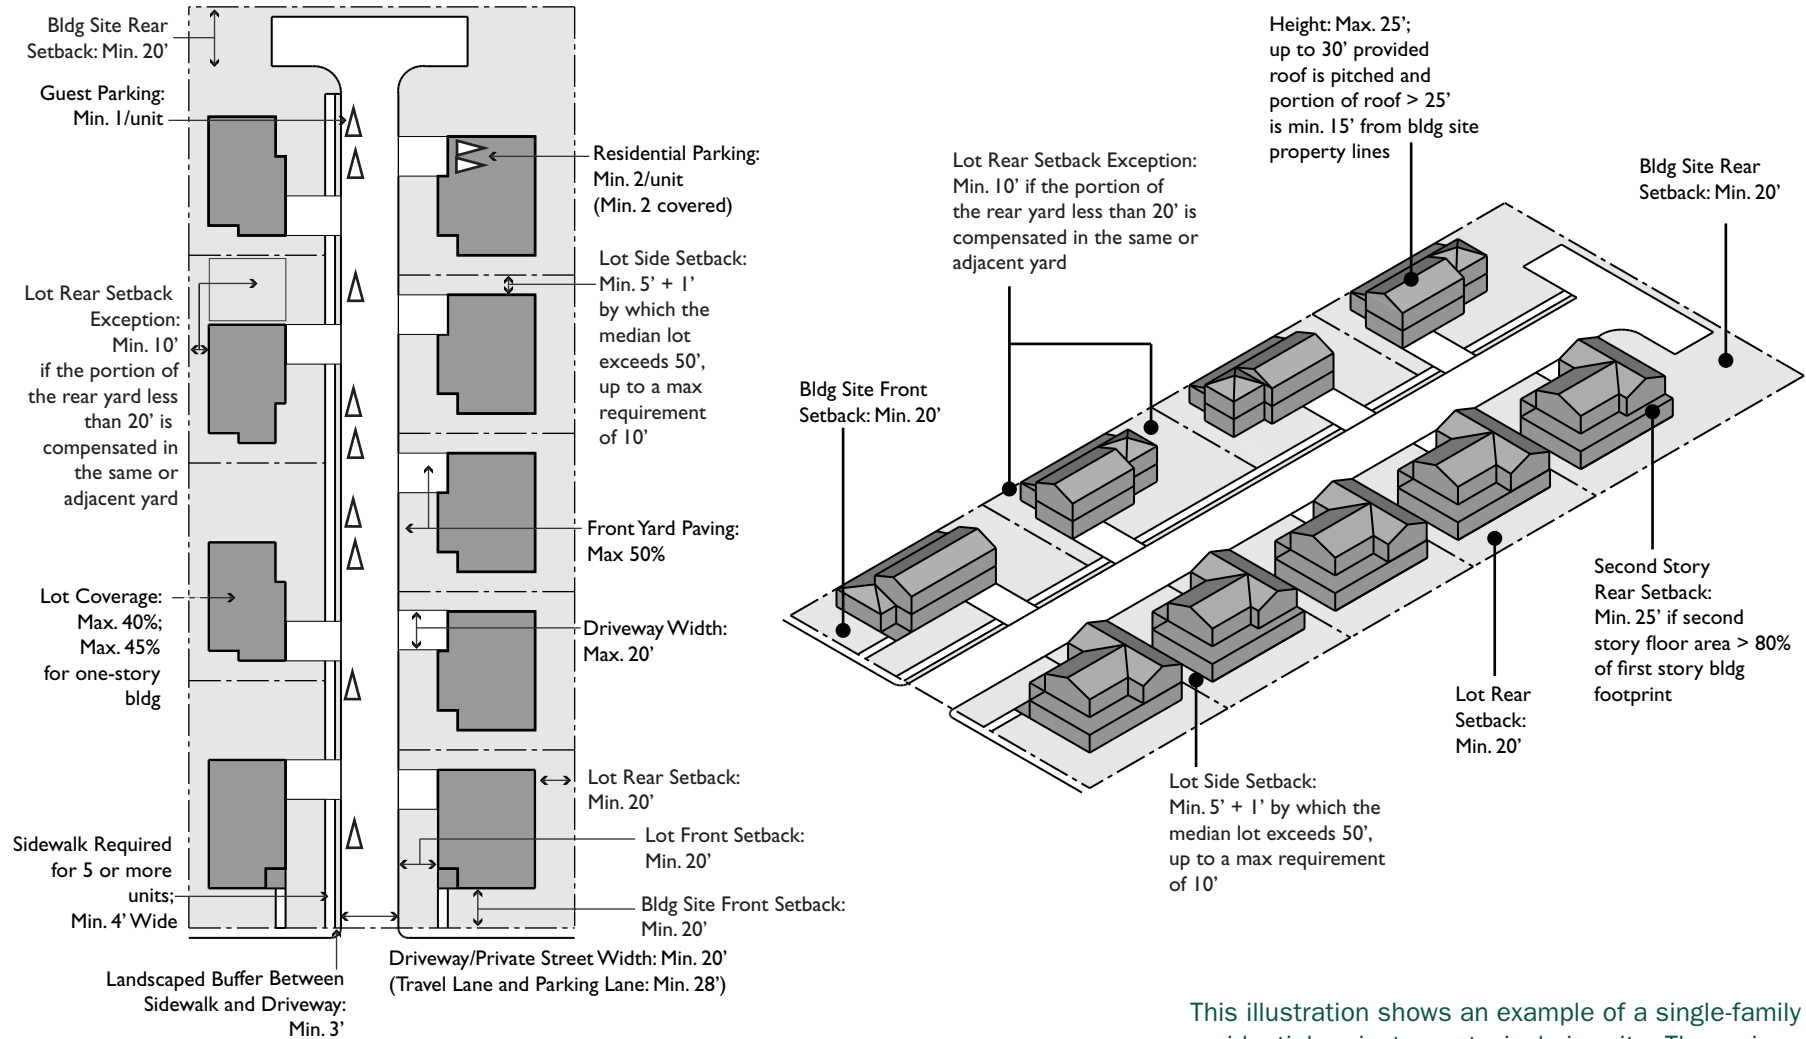 Bldg Site Rear
Setback: Min. 20’
Guest Parking:
Min. 1/unit
Lot Rear Setback
Exception:
Min. 10’
if the portion of
the rear yard less
than 20’ is
compensated in
the same or
adjacent yard
Lot Coverage:
Max. 40%;
Max. 45%
for one-story
bldg
Sidewalk Required
for 5 or more
units;
Min. 4’ Wide
Landscaped Buffer Between
Sidewalk and Driveway:
Min. 3’
Residential Parking:
Min. 2/unit
(Min. 2 covered)
Lot Side Setback:
Min. 5’ + 1’
by which the
median lot
exceeds 50’,
up to a max
requirement
of 10’
Front Yard Paving:
Max 50%
Driveway Width:
Max. 20’
Lot Rear Setback:
Min. 20’
Lot Front Setback:
Min. 20’
Bldg Site Front Setback:
Min. 20’
Driveway/Private Street Width: Min. 20’
(Travel Lane and Parking Lane: Min. 28’)
Height: Max. 25’;
up to 30’ provided
roof is pitched and
portion of roof > 25’
is min. 15’ from bldg site
property lines
Lot Rear Setback Exception:
Min. 10’ if the portion of
the rear yard less than 20’ is
compensated in the same or
adjacent yard
Bldg Site Rear
Setback: Min. 20’
Bldg Site Front
Setback: Min. 20’
Second Story
Rear Setback:
Min. 25’ if second
story floor area > 80%
of first story bldg
footprint
Lot Rear
Setback:
Min. 20’
Lot Side Setback:
Min. 5’ + 1’ by which the
median lot exceeds 50’,
up to a max requirement
of 10’
This illustration shows an example of a single-family